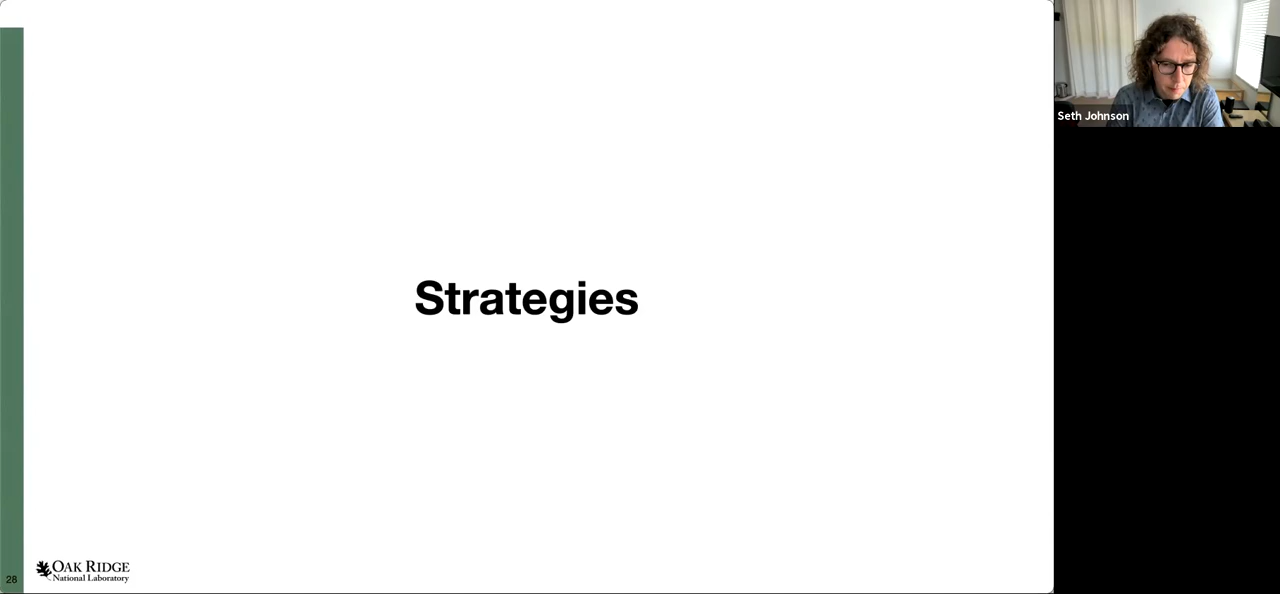 Strategies
Seth Johnson
28
OAK RIDGE
National Laboratory